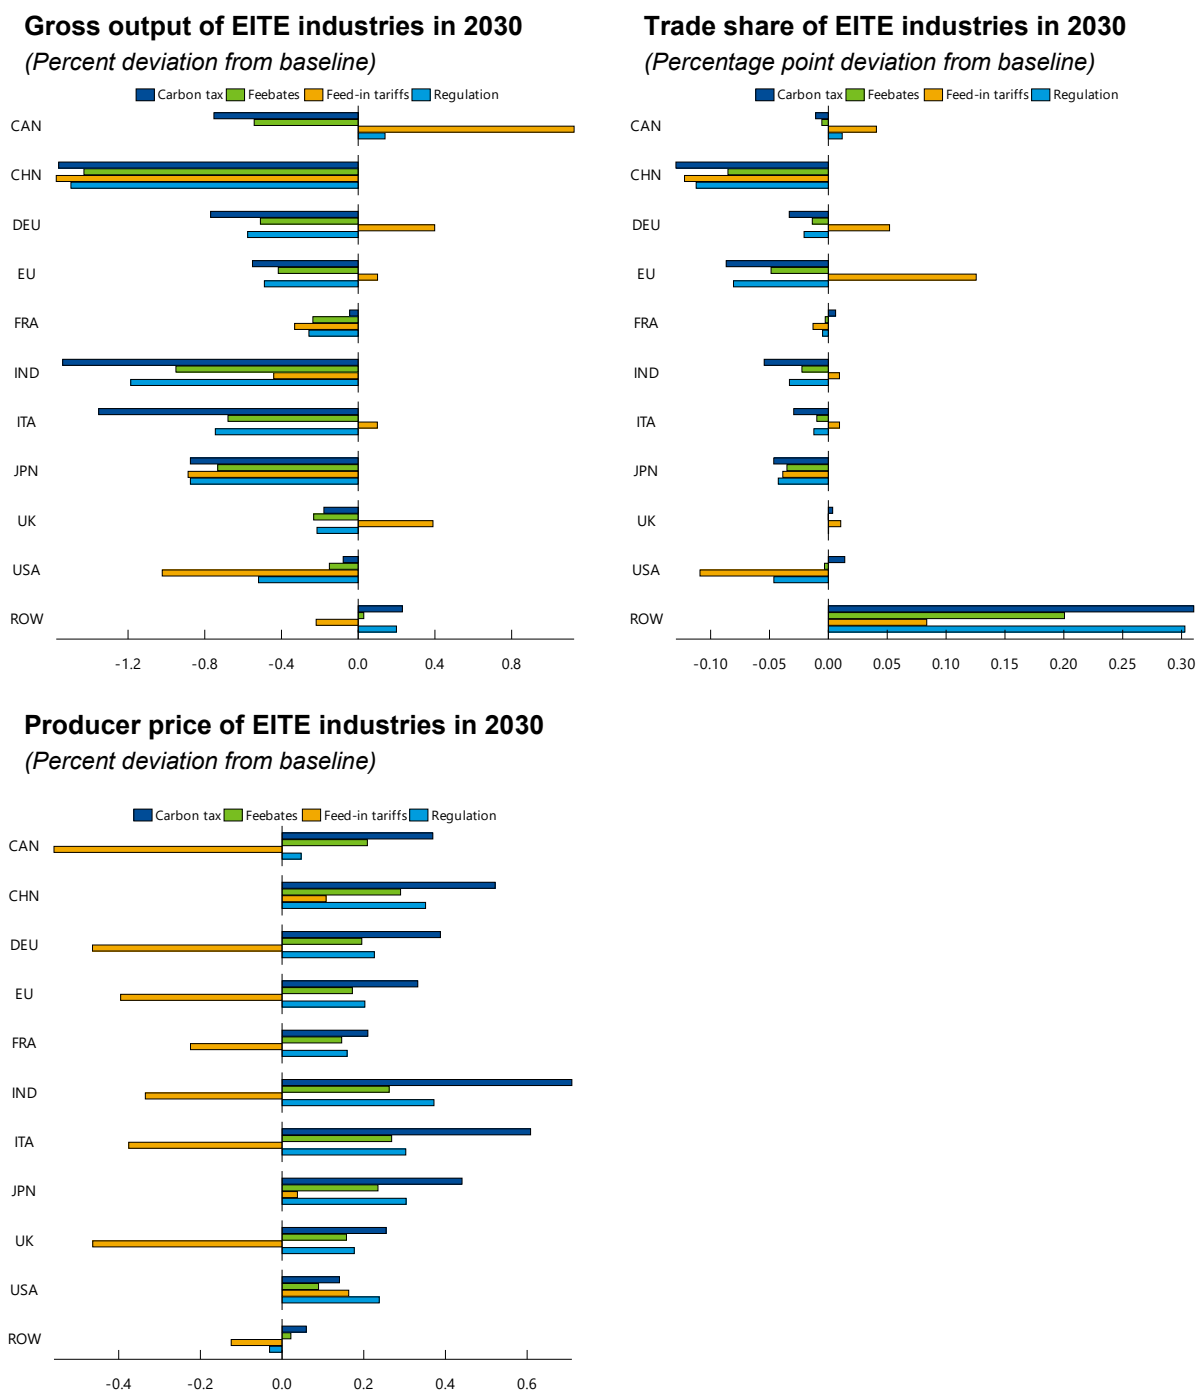 Gross output of EITE industries in 2030
(Percent deviation from baseline)
Carbon tax Feebates Feed-in tariffs Regulation
CAN
CHN
DEU
EU
FRA
IND
ITA
JPN
UK
USA
ROW
-1.2 -0.8 -0.4 0.0 0.4 0.8
Trade share of EITE industries in 2030
(Percentage point deviation from baseline)
Carbon tax Feebates Feed-in tariffs Regulation
CAN
CHN
DEU
EU
FRA
IND
ITA
JPN
UK
USA
ROW
-0.10 -0.05 0.00 0.05 0.10 0.15 0.20 0.25 0.30
Producer price of EITE industries in 2030
(Percent deviation from baseline)
Carbon tax Feebates Feed-in tariffs Regulation
CAN
CHN
DEU
EU
FRA
IND
ITA
JPN
UK
USA
ROW
-0.4 -0.2 0.0 0.2 0.4 0.6